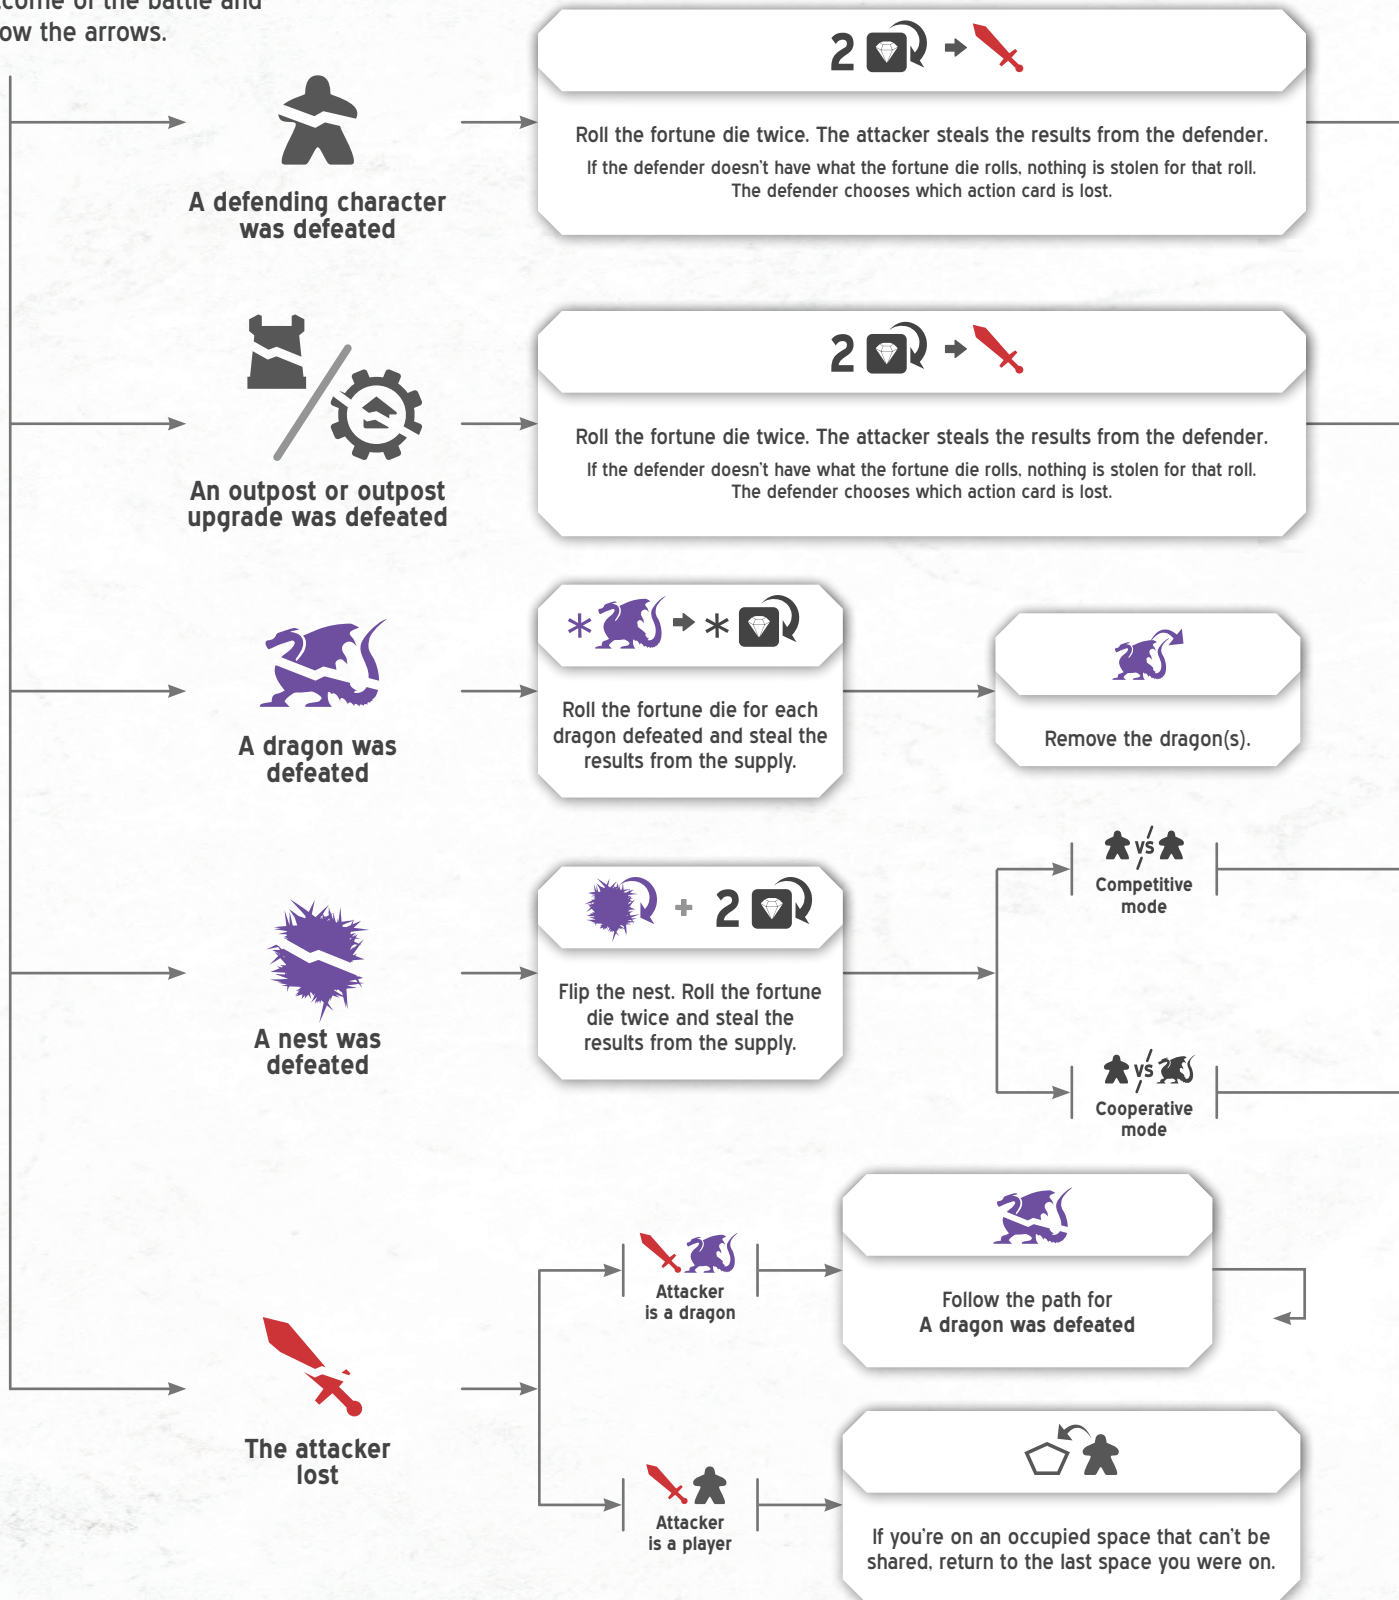 of the battle and
the arrows.
2
Roll the fortune die twice. The attacker steals the results from the defender.
If the defender doesn't have what the fortune die rolls, nothing is stolen for that roll.
The defender chooses which action card is lost.
A defending character
was defeated
2
Roll the fortune die twice. The attacker steals the results from the defender.
If the defender doesn't have what the fortune die rolls, nothing is stolen for that roll.
The defender chooses which action card is lost.
An outpost or outpost
upgrade was defeated
* *
Roll the fortune die for each
dragon defeated and steal the
results from the supply.
Remove the dragon(s).
A dragon was
defeated
+ 2
Flip the nest. Roll the fortune
die twice and steal the
results from the supply.
A nest was
defeated
VS
Competitive
mode
VS
Cooperative
mode
Attacker
is a dragon
Follow the path for
A dragon was defeated
The attacker
lost
Attacker
is a player
If you're on an occupied space that can't be
shared, return to the last space you were on.